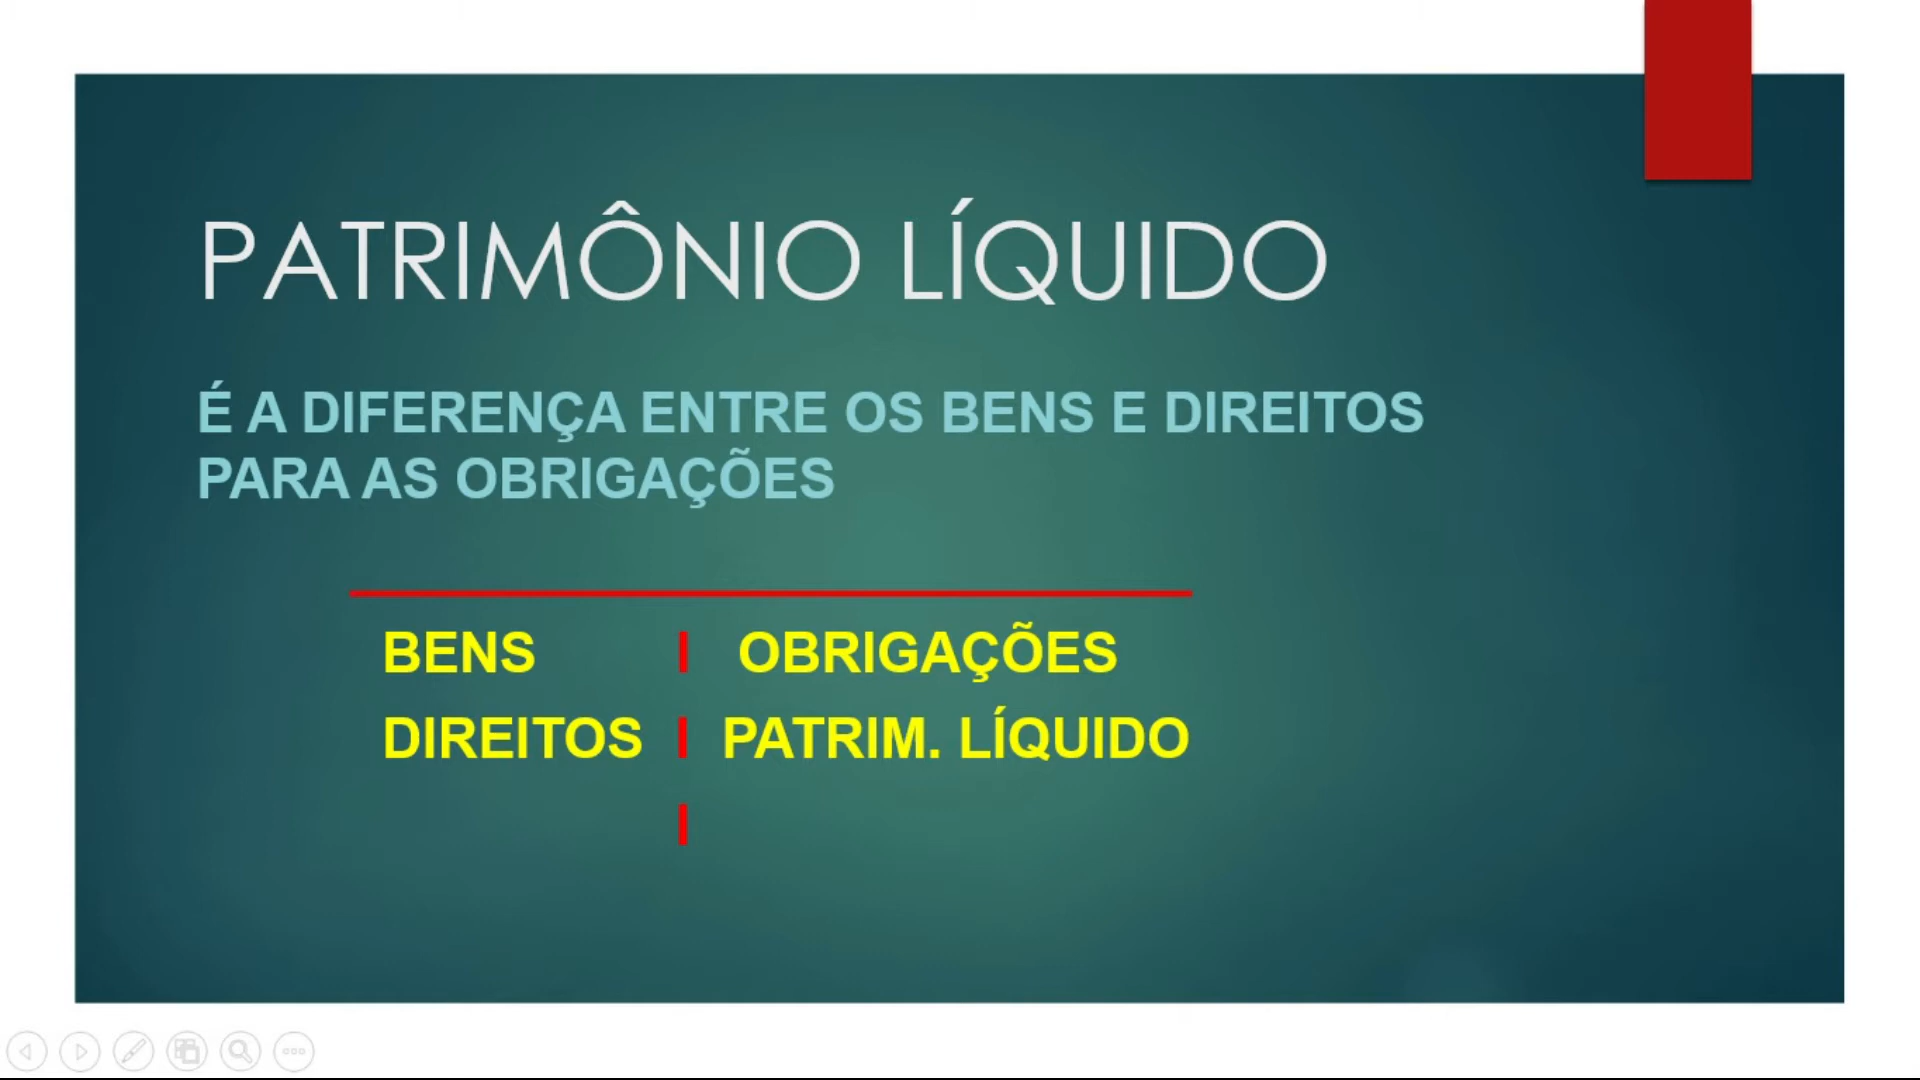 PATRIMÔNIO LÍQUIDO
É A DIFERENÇA ENTRE OS BENS E DIREITOS
PARA AS OBRIGAÇÕES
BENS | OBRIGAÇÕES
DIREITOS | PATRIM. LÍQUIDO
|